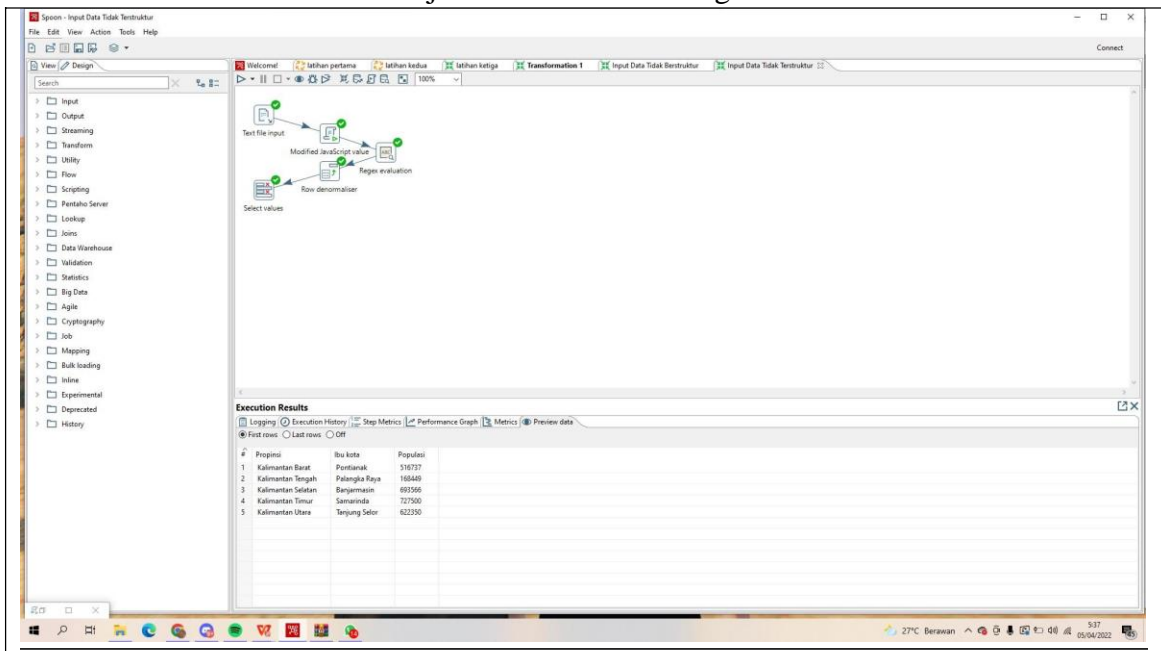 Spoon - Input Data Tidak Terstruktur
File Edit View Action Tools Help
Connect
View Design
Welcome! latihan pertama latihan kedua latihan ketiga Transformation 1 Input Data Tidak Berstruktur Input Data Tidak Terstruktur
Search
100%
Input
Output
Streaming
Transform
Utility
Flow
Scripting
Pentaho Server
Lookup
Joins
Data Warehouse
Validation
Statistics
Big Data
Agile
Cryptography
Job
Mapping
Bulk loading
Inline
Experimental
Deprecated
History
Text file input
Modified JavaScript value
Regex evaluation
Row denormaliser
Select values
Execution Results
Logging Execution History Step Metrics Performance Graph Metrics Preview data
First rows Last rows Off
# Propinsi Ibu kota Populasi
1 Kalimantan Barat Pontianak 516737
2 Kalimantan Tengah Palangka Raya 168449
3 Kalimantan Selatan Banjarmasin 693566
4 Kalimantan Timur Samarinda 727500
5 Kalimantan Utara Tanjung Selor 622350
27°C Berawan
5:37
05/04/2022